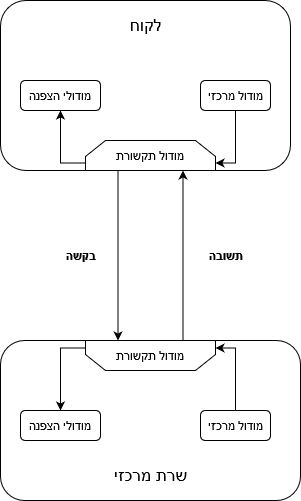 לקוח
מודול מרכזי
מודולי הצפנה
מודול תקשורת
בקשה
תשובה
מודול תקשורת
מודול מרכזי
מודולי הצפנה
שרת מרכזי